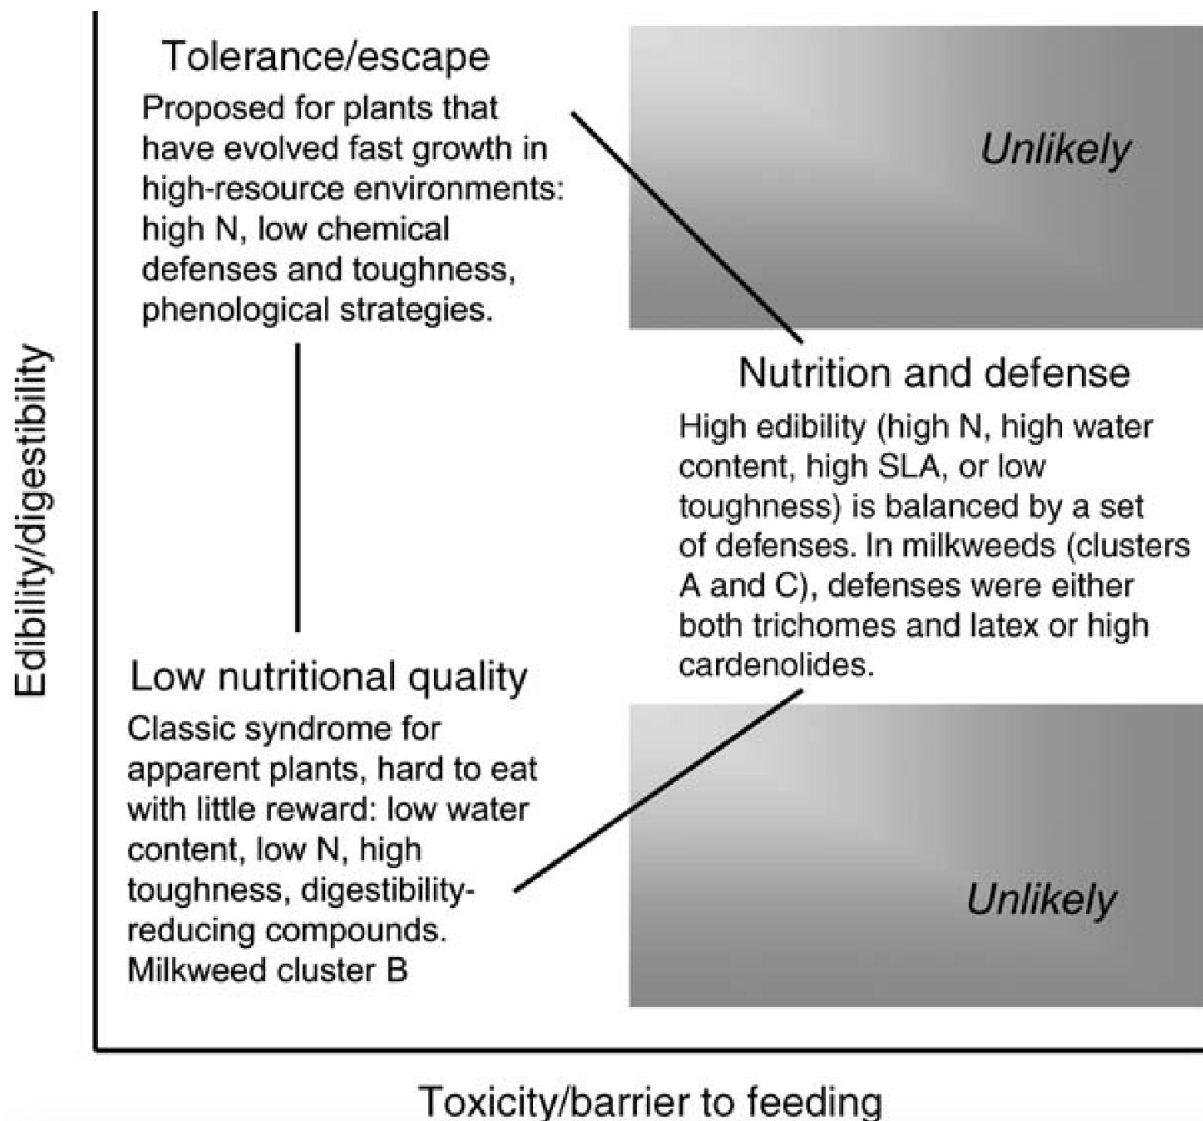 Tolerance/escape
Proposed for plants that
have evolved fast growth in
high-resource environments:
high N, low chemical
defenses and toughness,
phenological strategies.
Unlikely
Nutrition and defense
High edibility (high N, high water
content, high SLA, or low
toughness) is balanced by a set
of defenses. In milkweeds (clusters
A and C), defenses were either
both trichomes and latex or high
cardenolides.
Low nutritional quality
Classic syndrome for
apparent plants, hard to eat
with little reward: low water
content, low N, high
toughness, digestibility-
reducing compounds.
Milkweed cluster B
Unlikely
Edibility/digestibility
Toxicity/barrier to feeding